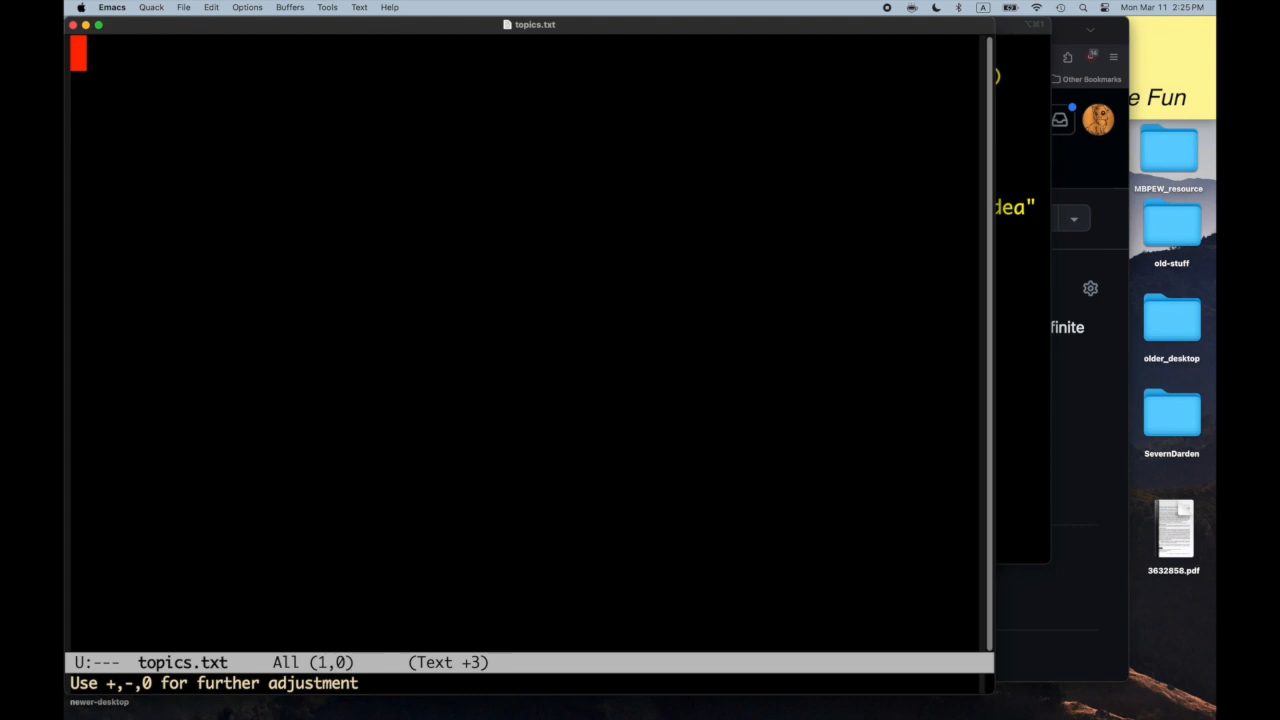 Emacs Quack File Edit Options Buffers Tools Text Help
A
Mon Mar 11 2:25 PM
topics.txt
⌥⌘1
14
Other Bookmarks
)
e Fun
MBPEW_resource
dea"
old-stuff
finite
older_desktop
SevernDarden
3632858.pdf
U:--- topics.txt All (1,0) (Text +3)
Use +,-,0 for further adjustment
newer-desktop